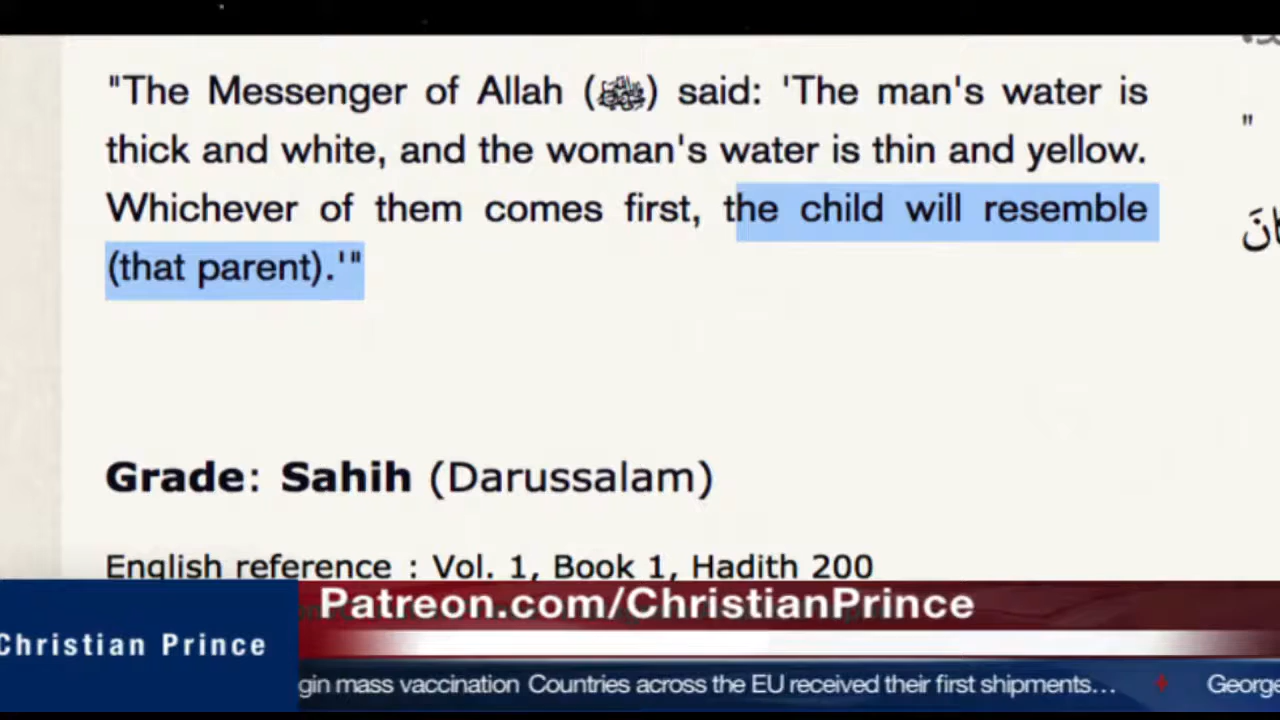 "The Messenger of Allah (ﷺ) said: 'The man's water is
thick and white, and the woman's water is thin and yellow.
Whichever of them comes first, the child will resemble
(that parent).'"
"
Grade: Sahih (Darussalam)
English reference : Vol. 1, Book 1, Hadith 200
Patreon.com/ChristianPrince
Christian Prince
gin mass vaccination Countries across the EU received their first shipments... George